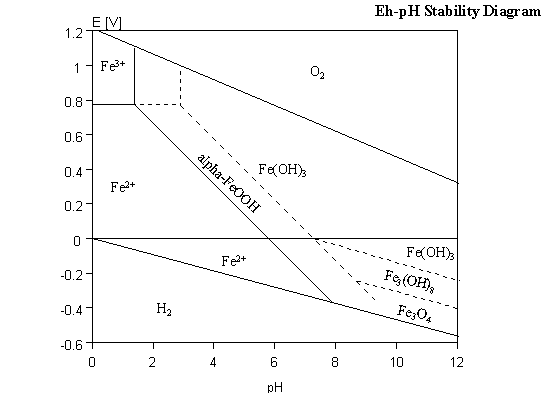 Eh-pH Stability Diagram
E [V]
1.2
1
0.8
0.6
0.4
0.2
0
-0.2
-0.4
-0.6
Fe³⁺
O₂
Fe(OH)₃
alpha-FeOOH
Fe²⁺
Fe(OH)₃
Fe²⁺
Fe₃(OH)₈
H₂
Fe₃O₄
0 2 4 6 8 10 12
pH